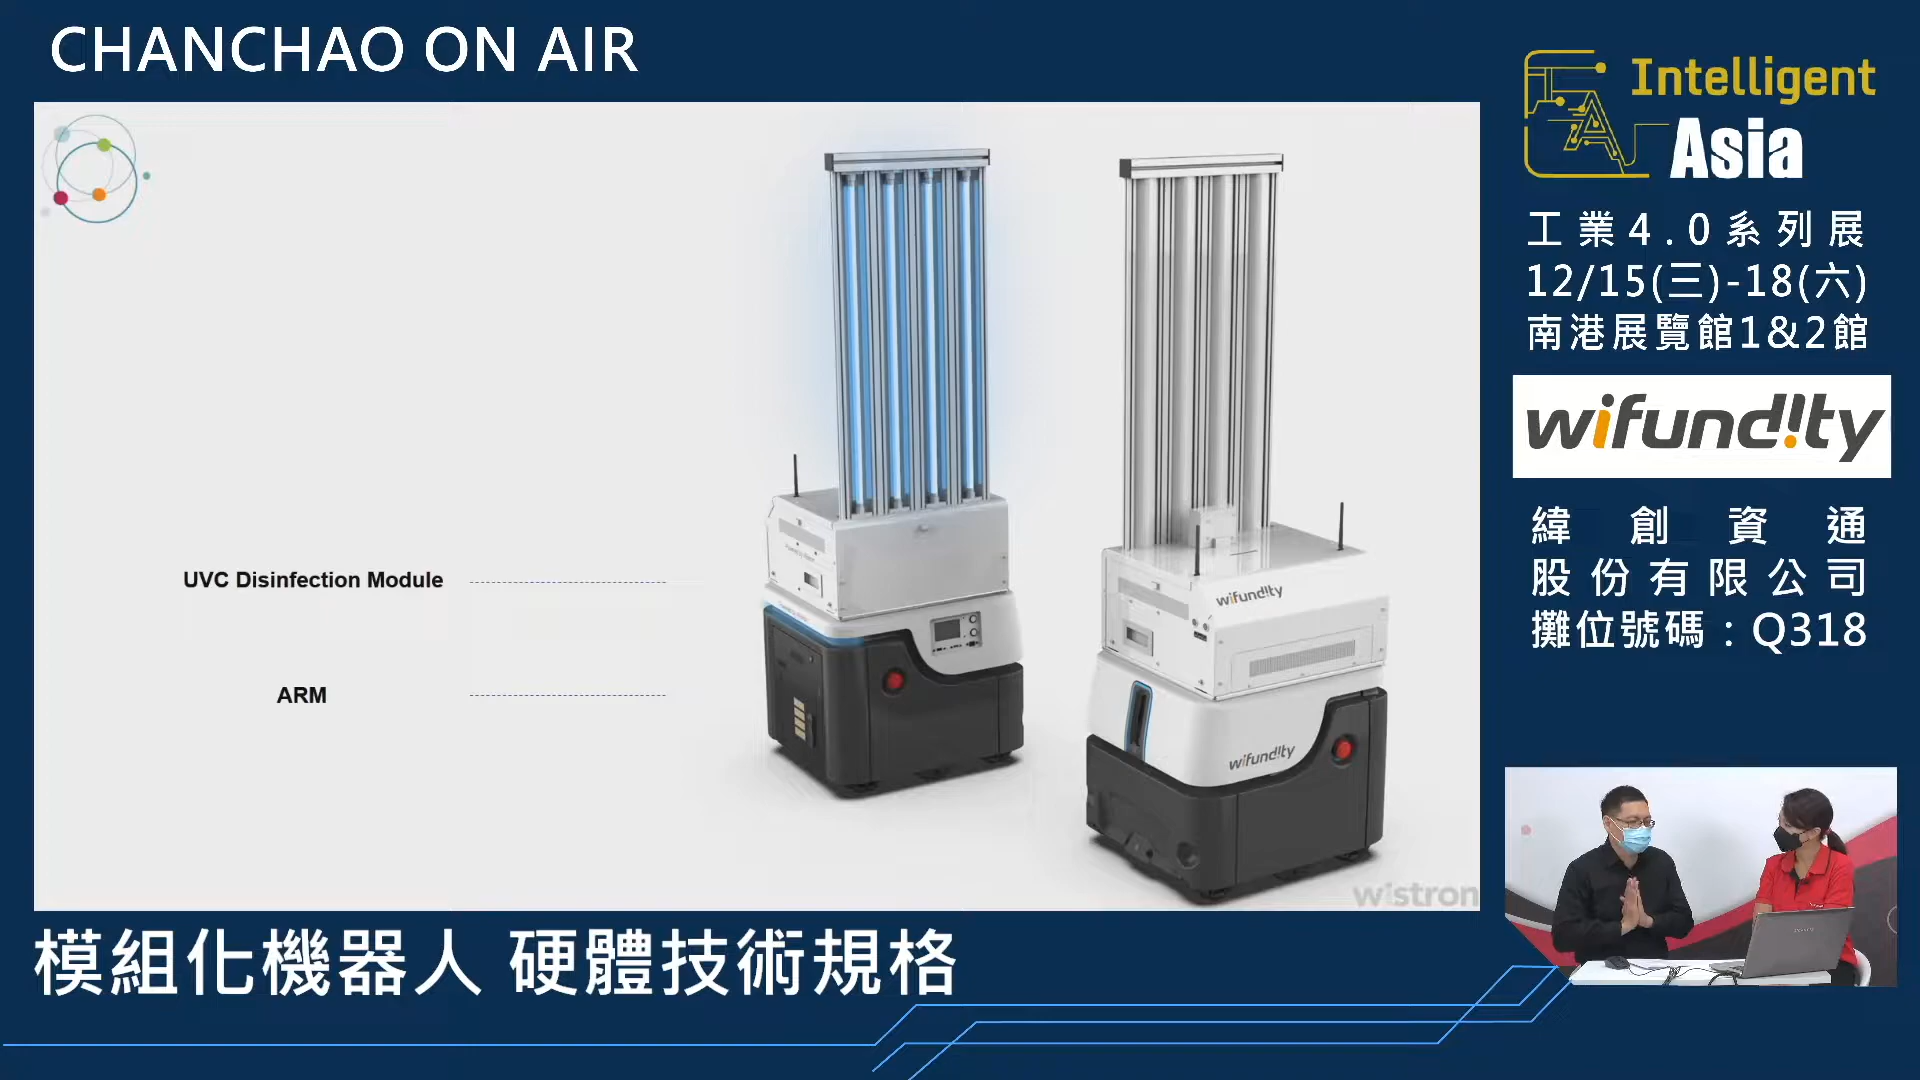 CHANCHAO ON AIR
Intelligent
Asia
工業4.0系列展
12/15(三)-18(六)
南港展覽館1&2館
wifund!ty
緯創資通
股份有限公司
攤位號碼：Q318
UVC Disinfection Module
ARM
wifund!ty
wifund!ty
wistron
模組化機器人 硬體技術規格